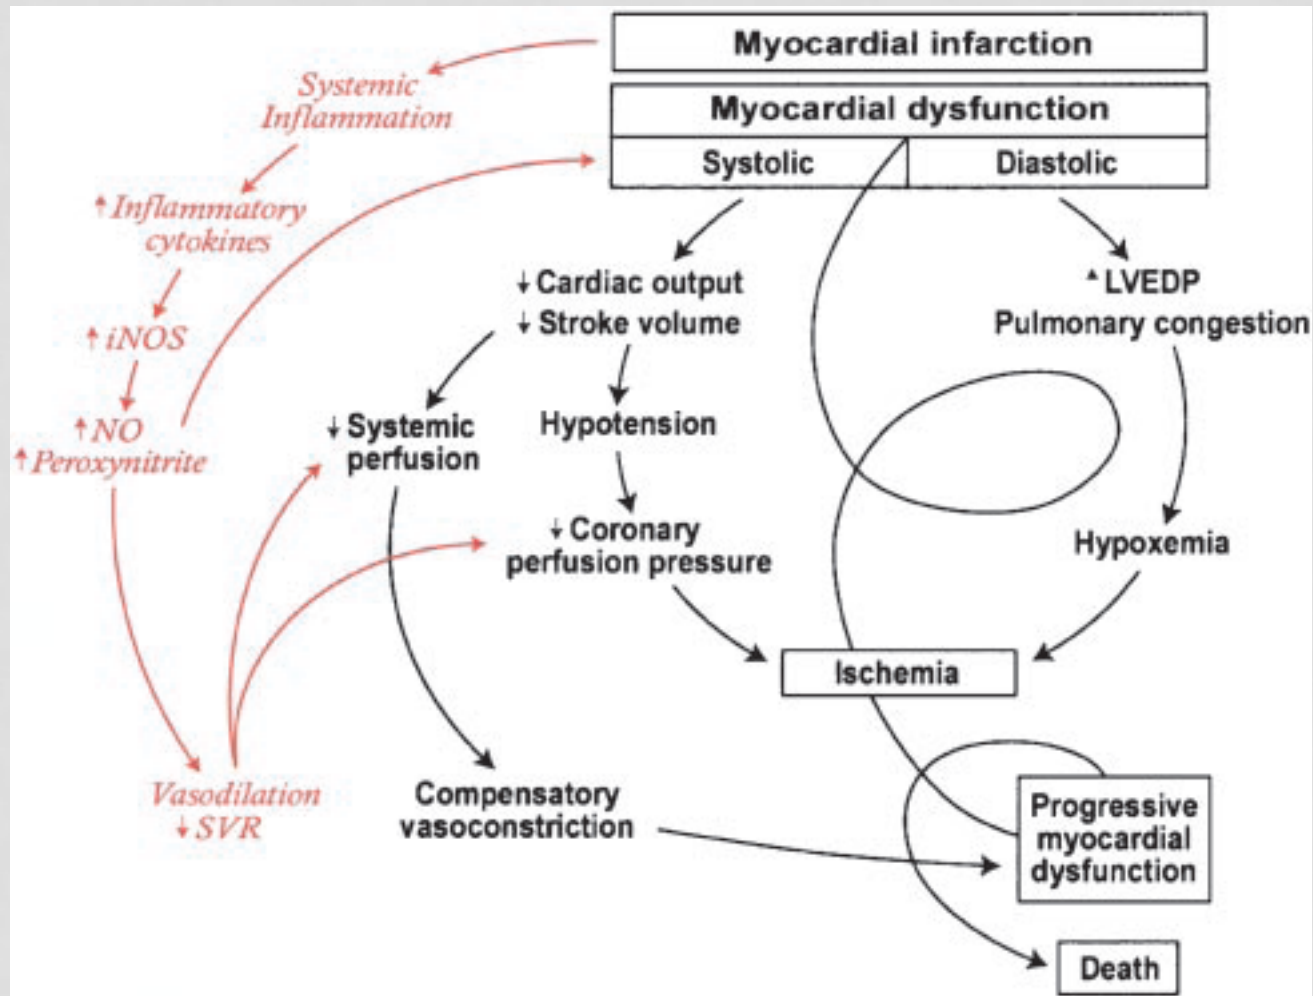 Myocardial infarction
Systemic
Inflammation
Myocardial dysfunction
Systolic
Diastolic
↑Inflammatory
cytokines
↓Cardiac output
↓Stroke volume
▲LVEDP
Pulmonary congestion
↑iNOS
↑NO
↑Peroxynitrite
↓Systemic
perfusion
Hypotension
↓Coronary
perfusion pressure
Hypoxemia
Ischemia
Vasodilation
↓SVR
Compensatory
vasoconstriction
Progressive
myocardial
dysfunction
Death